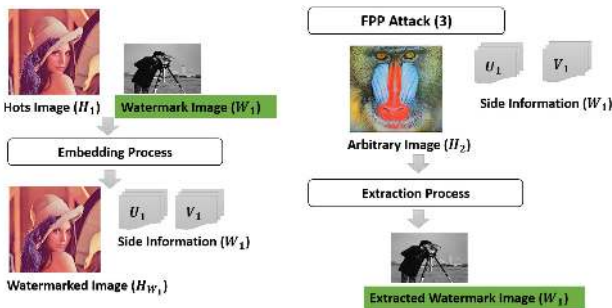 Hots Image (H₁)
Watermark Image (W₁)
Embedding Process
U₁
V₁
Side Information (W₁)
Watermarked Image (H_W₁)
FPP Attack (3)
U₁
V₁
Side Information (W₁)
Arbitrary Image (H₂)
Extraction Process
Extracted Watermark Image (W₁)